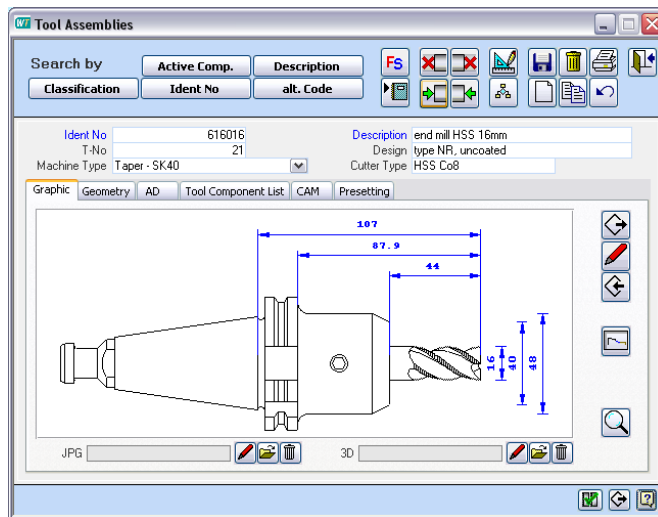 WT Tool Assemblies
Search by
Active Comp.
Description
Classification
Ident No
alt. Code
FS
Ident No 616016
Description end mill HSS 16mm
T-No 21
Design type NR, uncoated
Machine Type Taper - SK40
Cutter Type HSS Co8
Graphic Geometry AD Tool Component List CAM Presetting
107
87.9
44
16
40
48
JPG
3D